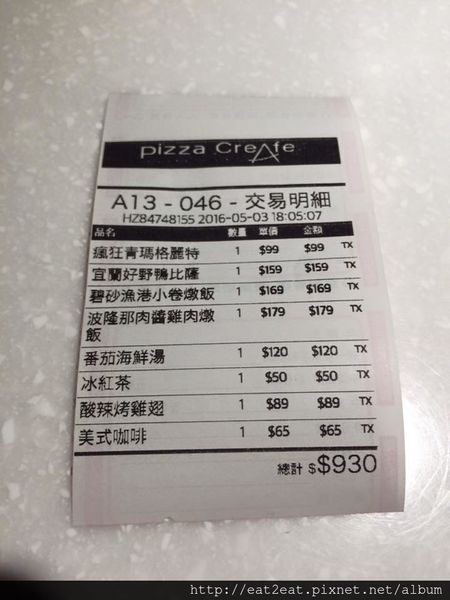 pizza CreAfe
A13 - 046 - 交易明細
HZ84748155 2016-05-03 18:05:07
品名 數量 單價 金額
瘋狂青瑪格麗特 1 $99 $99 TX
宜蘭好野鴨比隆 1 $159 $159 TX
碧砂漁港小卷燉飯 1 $169 $169 TX
波隆那肉醬雞肉燉 1 $179 $179 TX
飯
番茄海鮮湯 1 $120 $120 TX
冰紅茶 1 $50 $50 TX
酸辣烤雞翅 1 $89 $89 TX
美式咖啡 1 $65 $65 TX
總計 $$930
http://eat2eat.pixnet.net/album